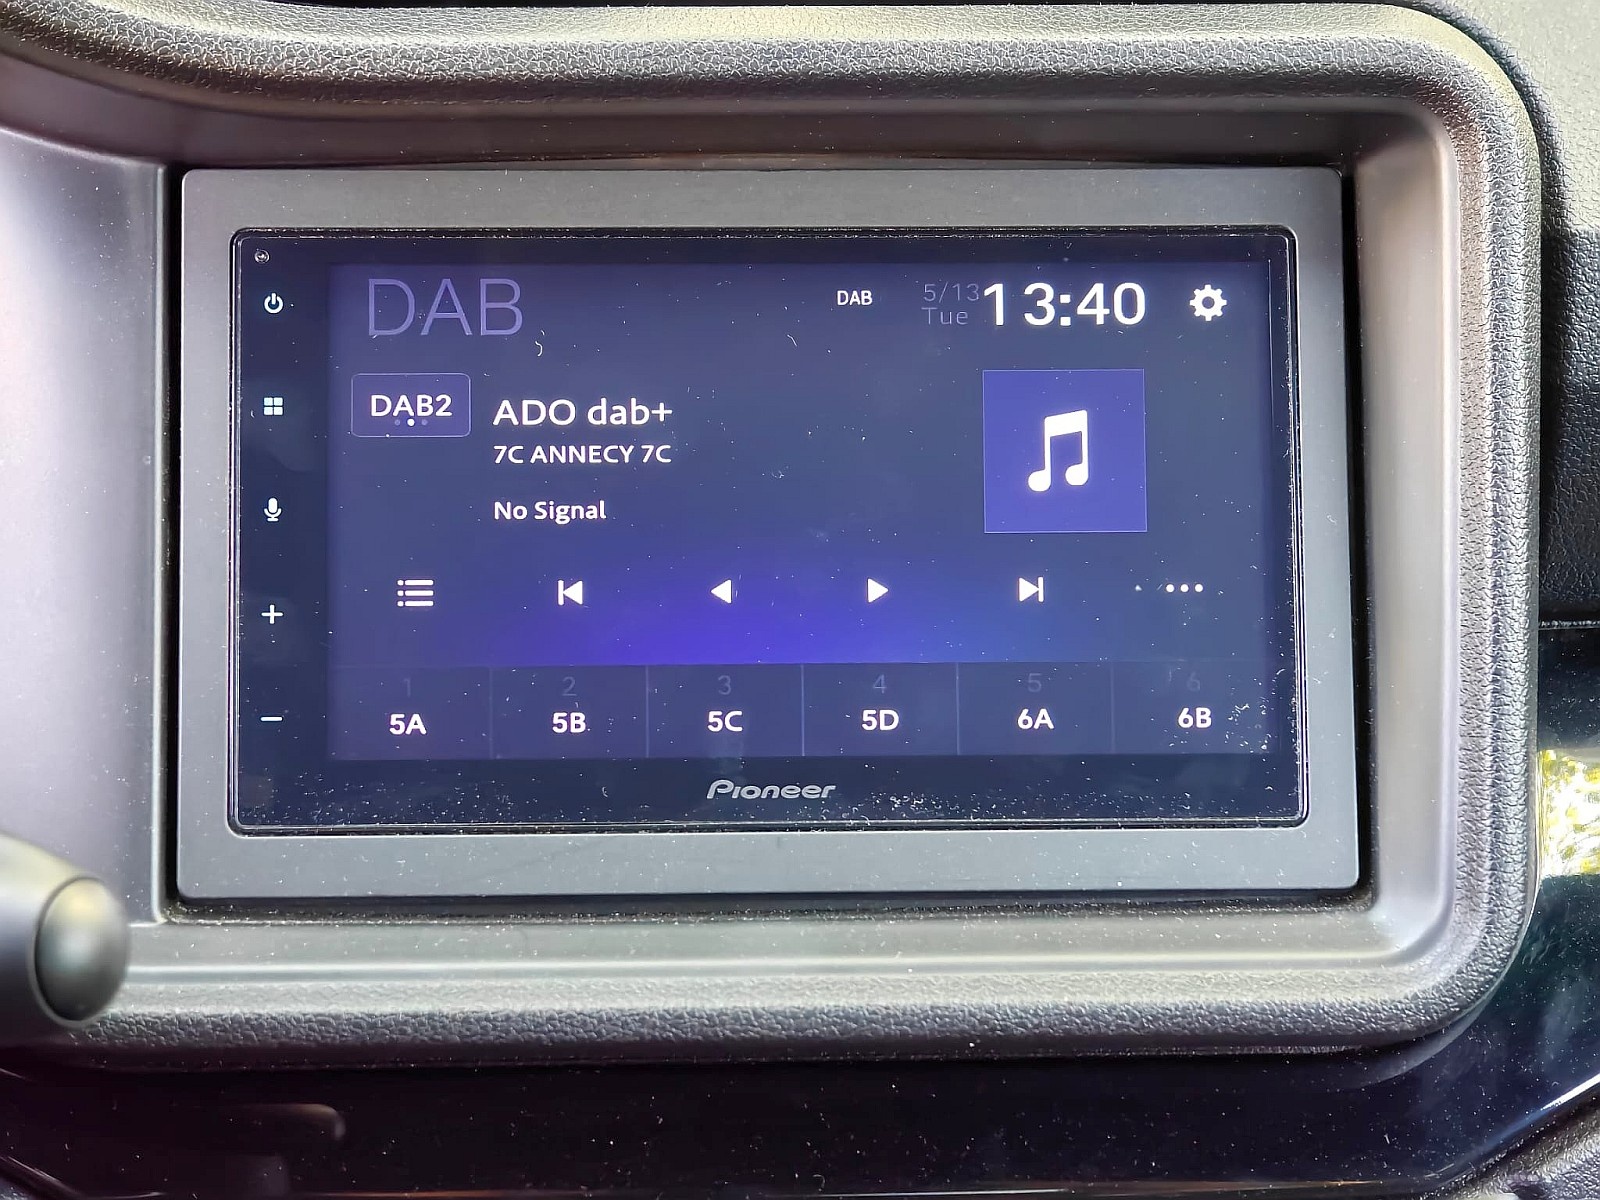 DAB
DAB
5/13
Tue
13:40
DAB2
ADO dab+
7C ANNECY 7C
No Signal
1 2 3 4 5 6
5A 5B 5C 5D 6A 6B
Pioneer